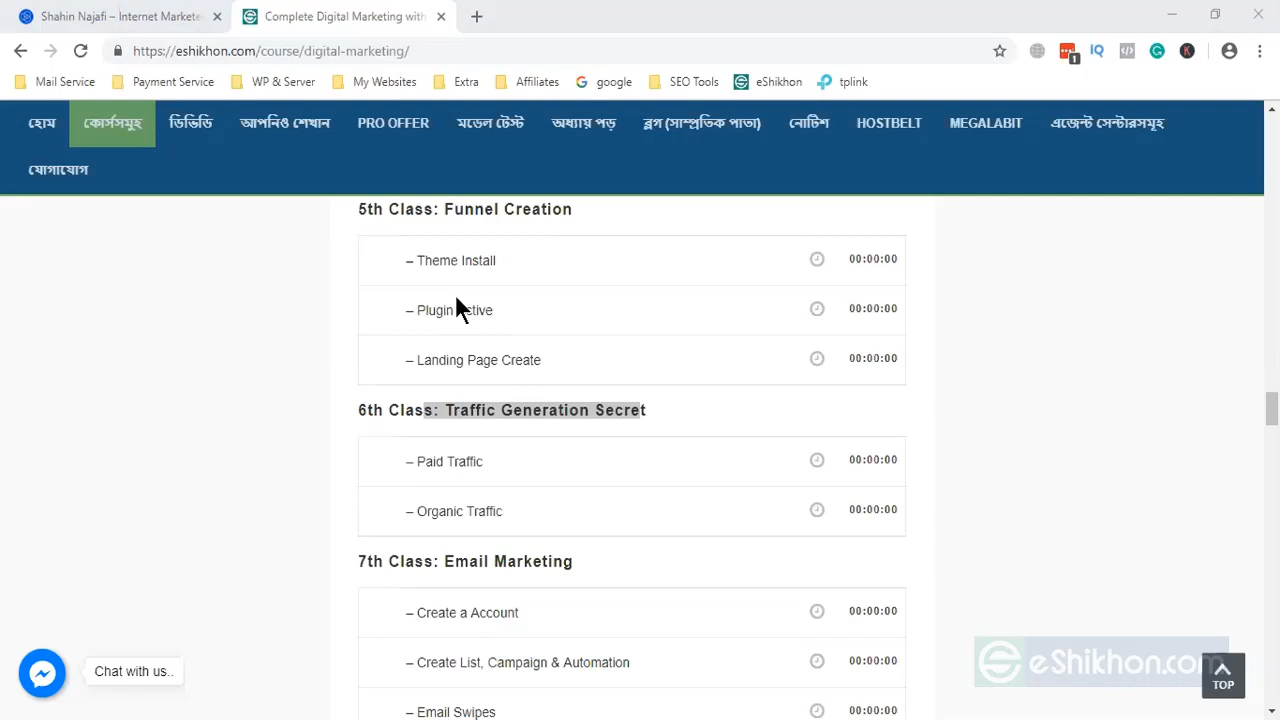 Shahin Najafi – Internet Markete
Complete Digital Marketing with
https://eshikhon.com/course/digital-marketing/
1
IQ
K
Mail Service
Payment Service
WP & Server
My Websites
Extra
Affiliates
google
SEO Tools
eShikhon
tplink
হোম
কোর্সসমূহ
ডিভিডি
আপনিও শেখান
PRO OFFER
মডেল টেস্ট
অধ্যায় পড়
ব্লগ (সাম্প্রতিক পাতা)
নোটিশ
HOSTBELT
MEGALABIT
এজেন্ট সেন্টারসমূহ
যোগাযোগ
5th Class: Funnel Creation
– Theme Install 00:00:00
– Plugin Active 00:00:00
– Landing Page Create 00:00:00
6th Class: Traffic Generation Secret
– Paid Traffic 00:00:00
– Organic Traffic 00:00:00
7th Class: Email Marketing
– Create a Account 00:00:00
– Create List, Campaign & Automation 00:00:00
– Email Swipes 00:00:00
Chat with us..
eShikhon.com
TOP